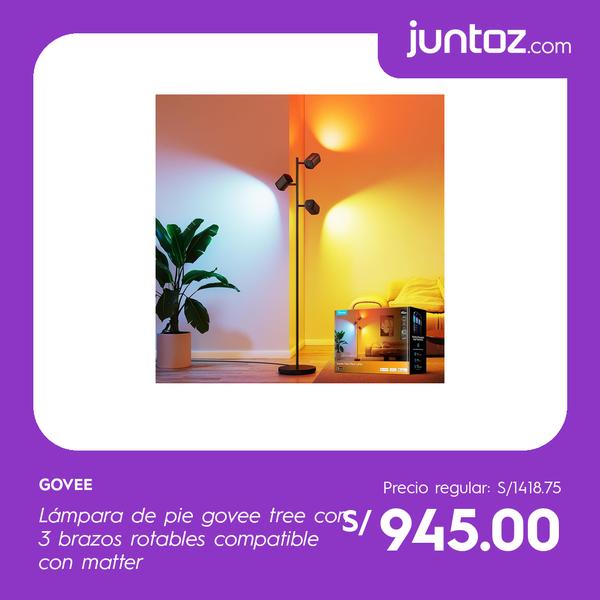 juntoz.com
GOVEE
Lámpara de pie govee tree con
3 brazos rotables compatible
con matter
Precio regular: S/1418.75
S/ 945.00